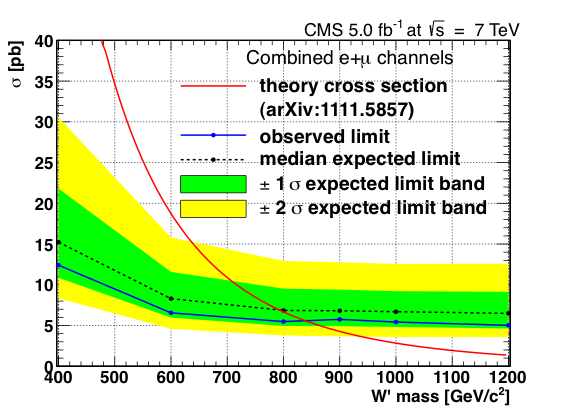 CMS 5.0 fb⁻¹ at √s = 7 TeV
σ [pb]
Combined e+μ channels
theory cross section
(arXiv:1111.5857)
observed limit
median expected limit
± 1 σ expected limit band
± 2 σ expected limit band
40
35
30
25
20
15
10
5
0
400 500 600 700 800 900 1000 1100 1200
W' mass [GeV/c²]